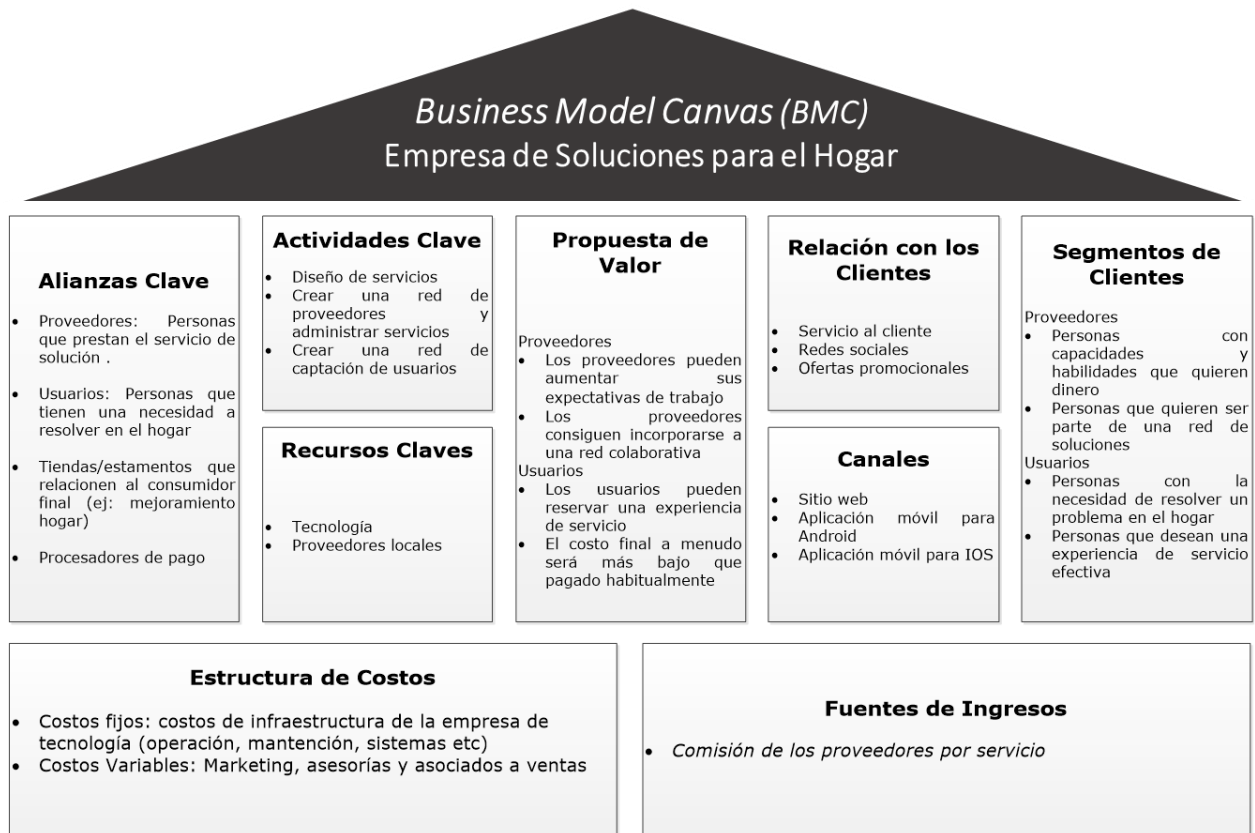 Business Model Canvas (BMC)
Empresa de Soluciones para el Hogar
Alianzas Clave
• Proveedores: Personas
que prestan el servicio de
solución .
• Usuarios: Personas que
tienen una necesidad a
resolver en el hogar
• Tiendas/estamentos que
relacionen al consumidor
final (ej: mejoramiento
hogar)
• Procesadores de pago
Actividades Clave
• Diseño de servicios
• Crear una red de
proveedores y
administrar servicios
• Crear una red de
captación de usuarios
Recursos Claves
• Tecnología
• Proveedores locales
Propuesta de
Valor
Proveedores
• Los proveedores pueden
aumentar sus
expectativas de trabajo
• Los proveedores
consiguen incorporarse a
una red colaborativa
Usuarios
• Los usuarios pueden
reservar una experiencia
de servicio
• El costo final a menudo
será más bajo que
pagado habitualmente
Relación con los
Clientes
• Servicio al cliente
• Redes sociales
• Ofertas promocionales
Canales
• Sitio web
• Aplicación móvil para
Android
• Aplicación móvil para IOS
Segmentos de
Clientes
Proveedores
• Personas con
capacidades y
habilidades que quieren
dinero
• Personas que quieren ser
parte de una red de
soluciones
Usuarios
• Personas con la
necesidad de resolver un
problema en el hogar
• Personas que desean una
experiencia de servicio
efectiva
Estructura de Costos
• Costos fijos: costos de infraestructura de la empresa de
tecnología (operación, mantención, sistemas etc)
• Costos Variables: Marketing, asesorías y asociados a ventas
Fuentes de Ingresos
• Comisión de los proveedores por servicio